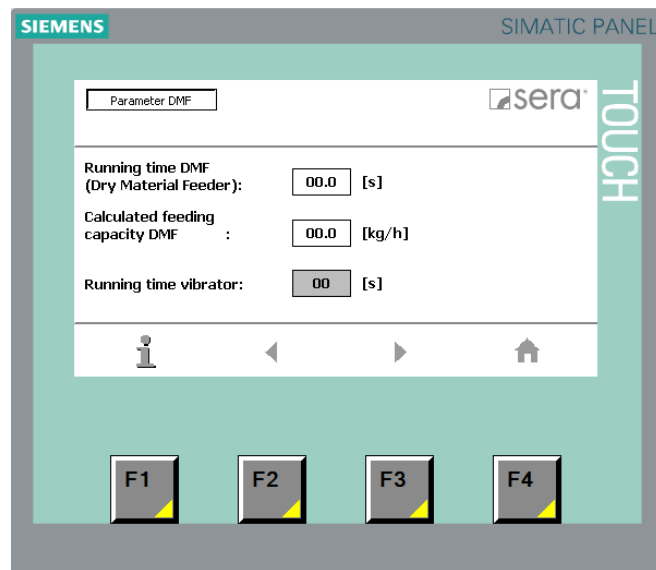 SIEMENS
SIMATIC PANEL
TOUCH
Parameter DMF
sera
Running time DMF
(Dry Material Feeder): 00.0 [s]
Calculated feeding
capacity DMF : 00.0 [kg/h]
Running time vibrator: 00 [s]
i
F1 F2 F3 F4